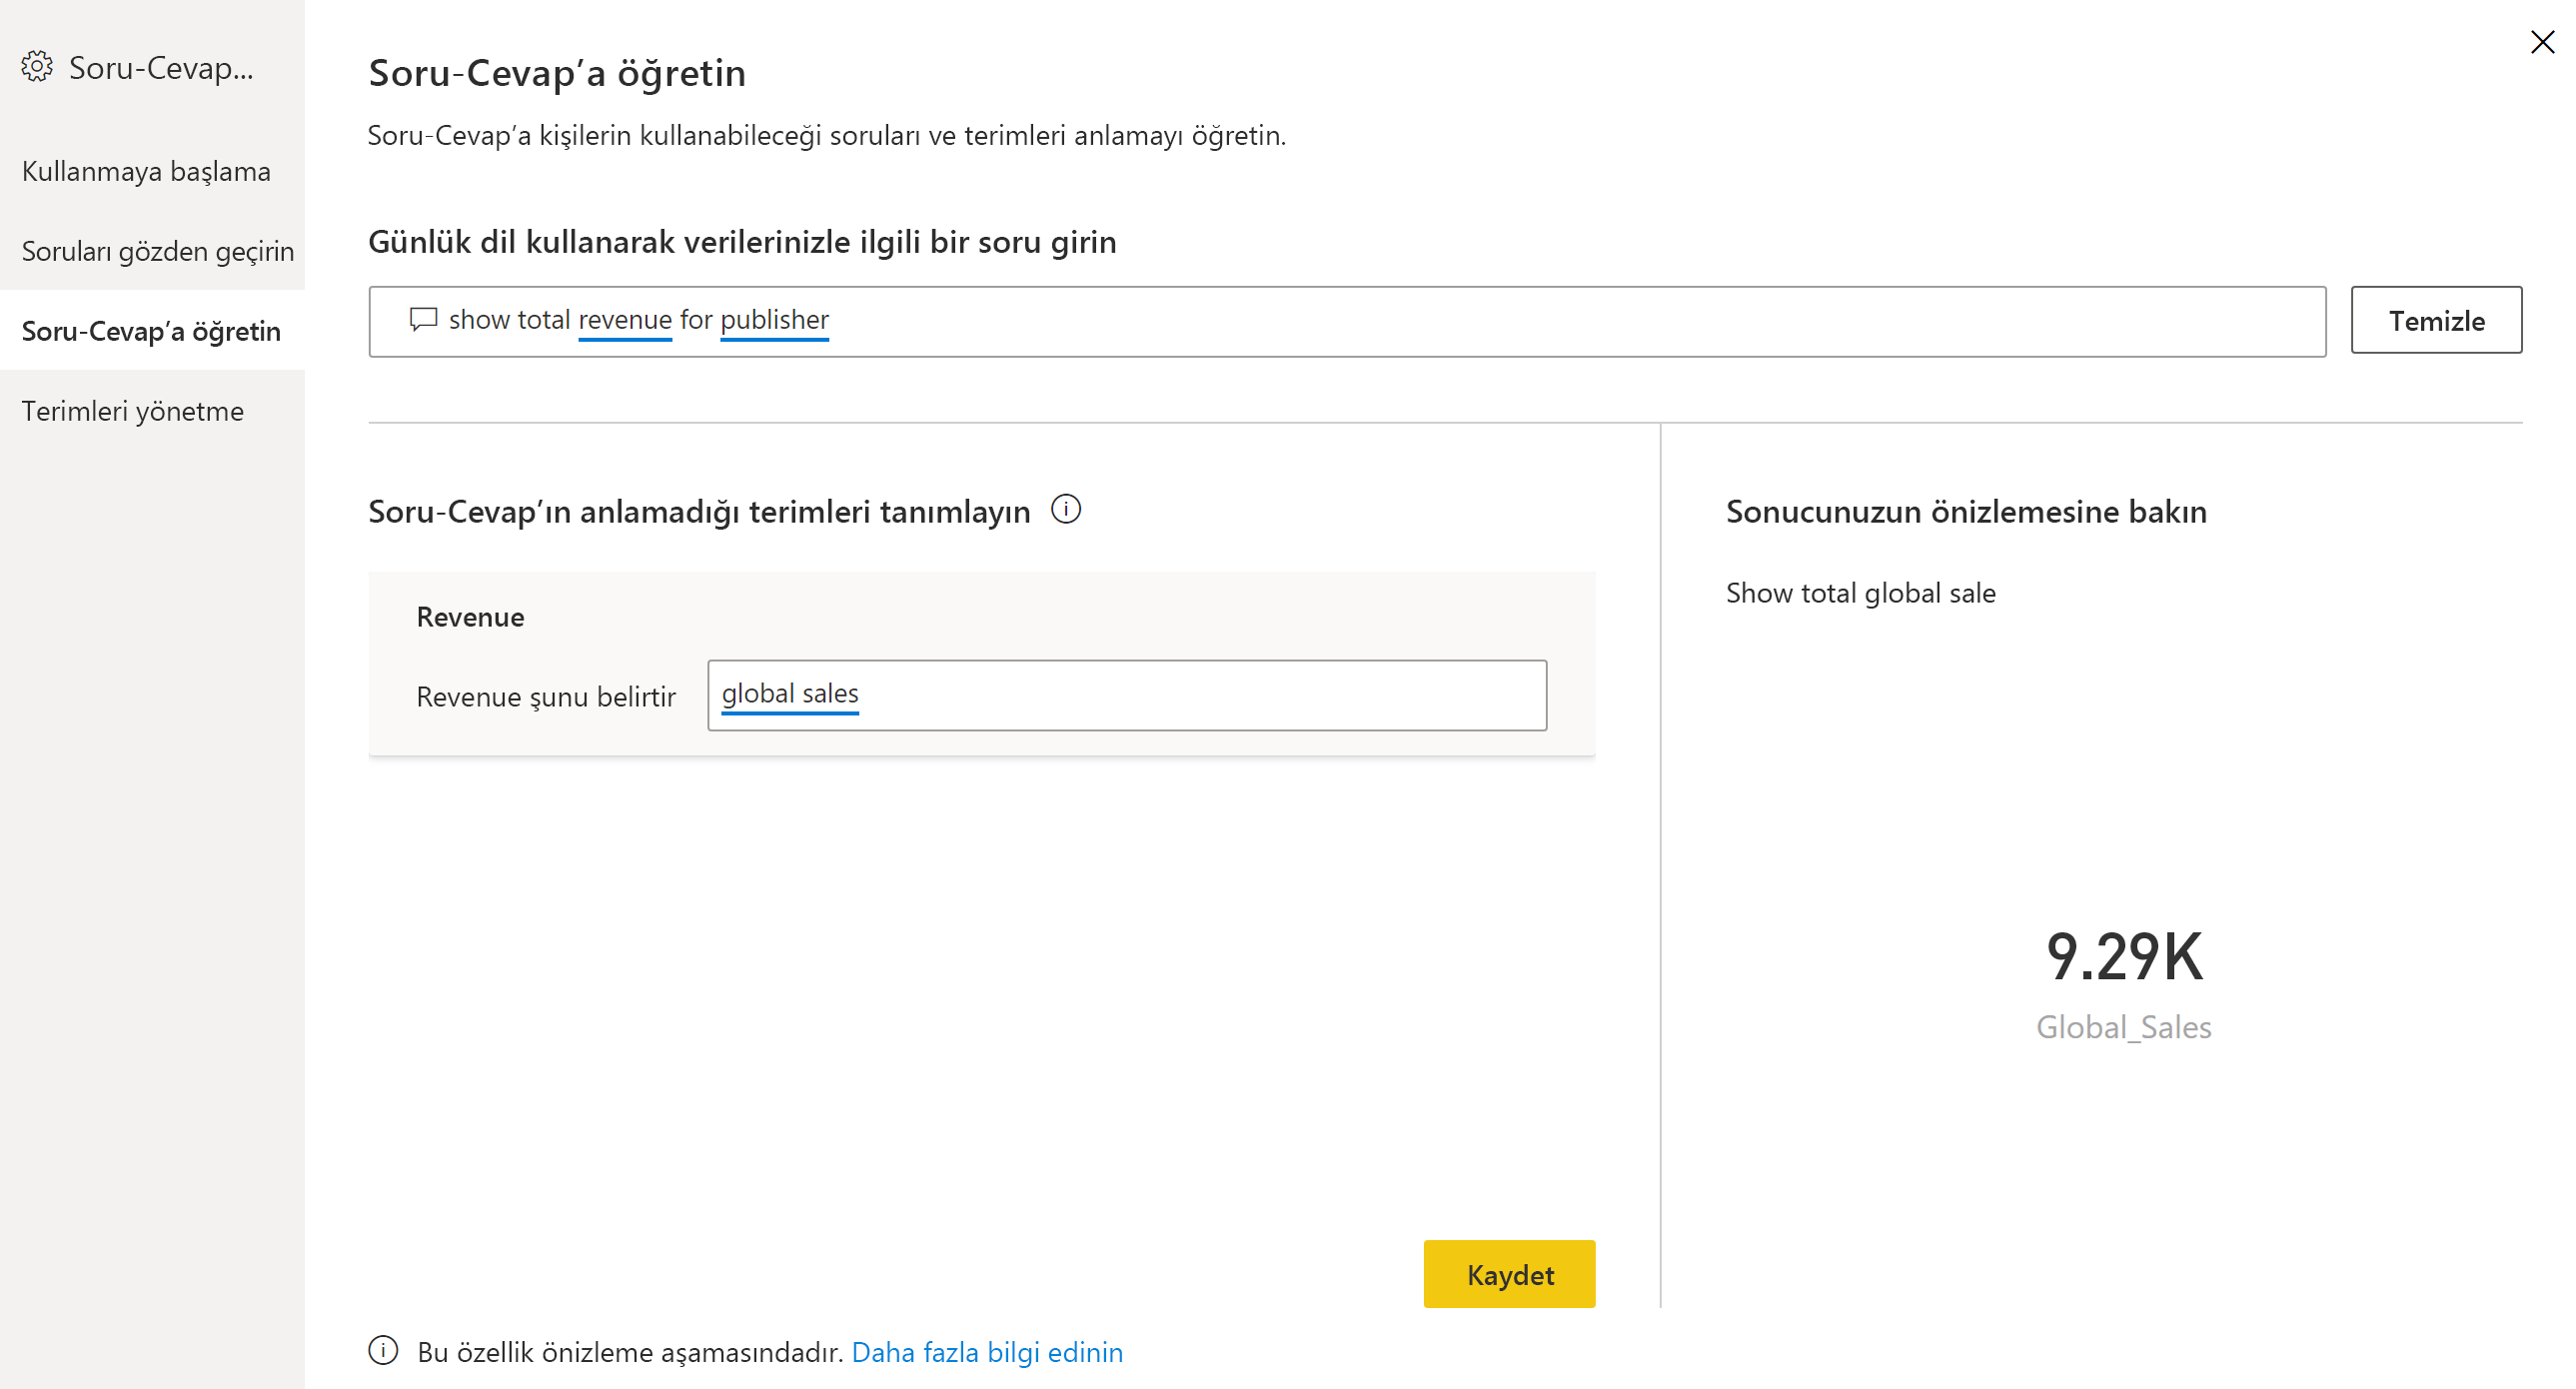 Soru-Cevap...
Kullanmaya başlama
Soruları gözden geçirin
Soru-Cevap’a öğretin
Terimleri yönetme
Soru-Cevap’a öğretin
Soru-Cevap’a kişilerin kullanabileceği soruları ve terimleri anlamayı öğretin.
Günlük dil kullanarak verilerinizle ilgili bir soru girin
show total revenue for publisher
Temizle
Soru-Cevap’ın anlamadığı terimleri tanımlayın
Revenue
Revenue şunu belirtir
global sales
Kaydet
Sonucunuzun önizlemesine bakın
Show total global sale
9.29K
Global_Sales
Bu özellik önizleme aşamasındadır. Daha fazla bilgi edinin